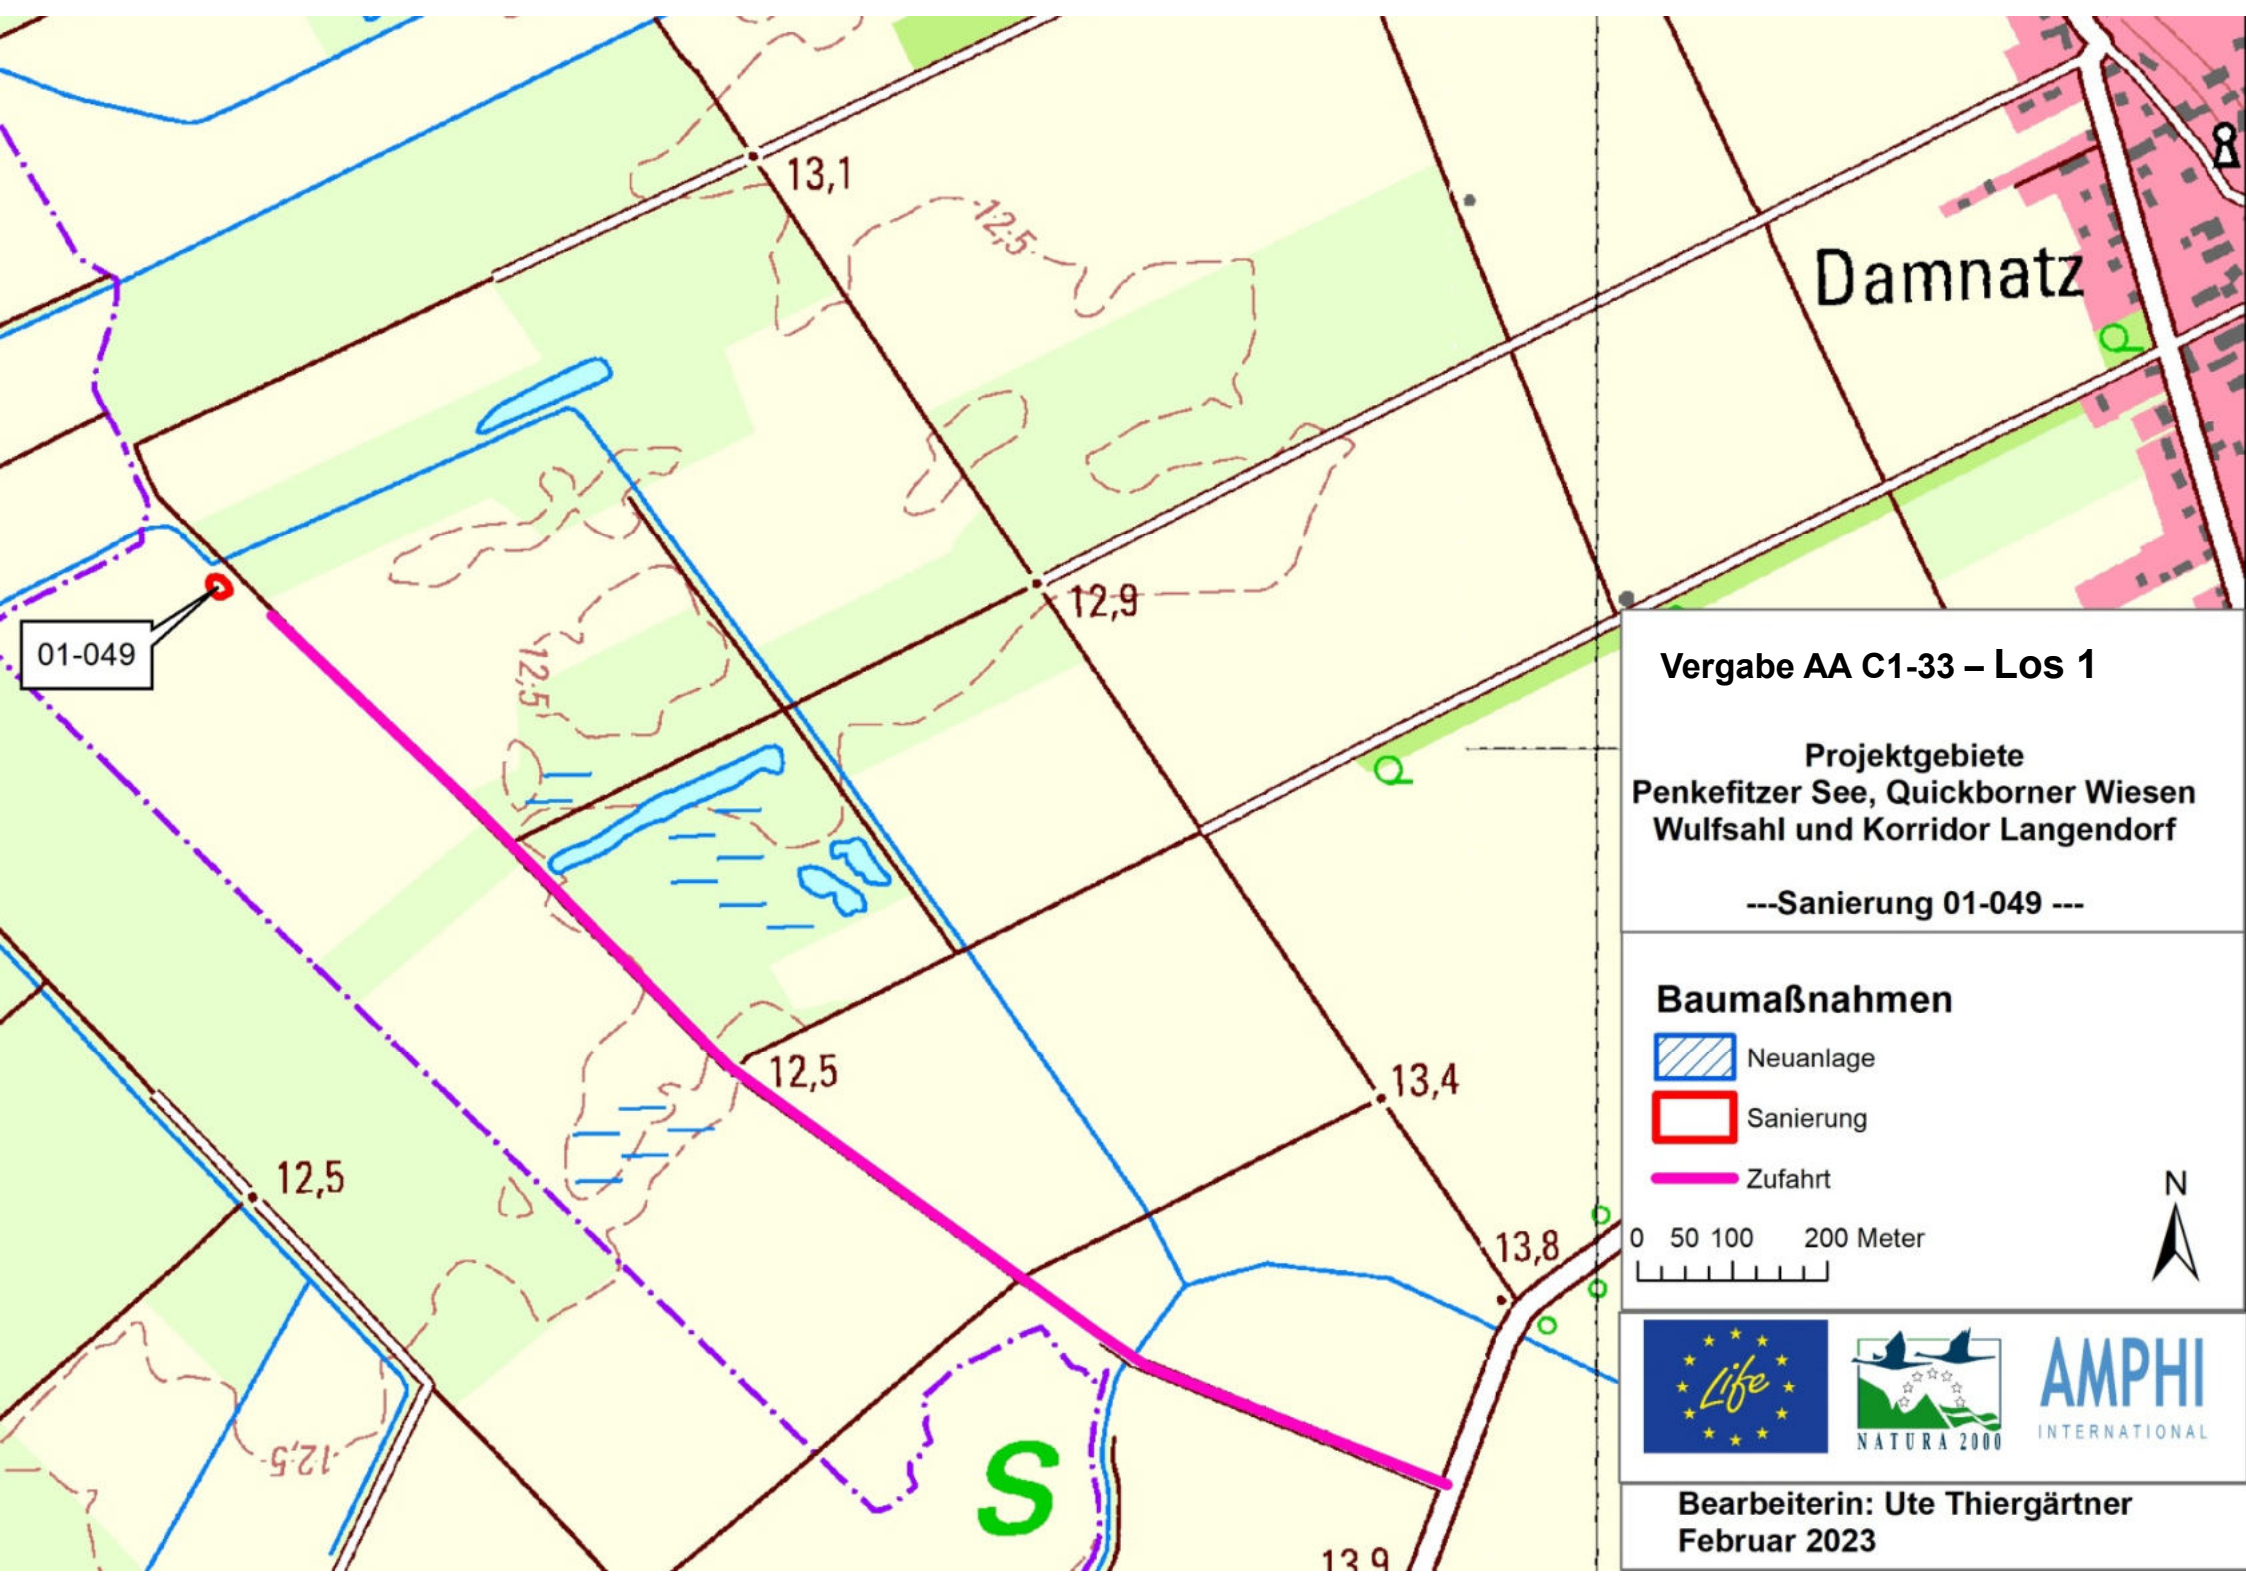 13,1
12,5
Damnatz
12,9
01-049
12,5
12,5
13,4
12,5
13,8
12,5
S
13,9
Vergabe AA C1-33 – Los 1
Projektgebiete
Penkefitzer See, Quickborner Wiesen
Wulfsahl und Korridor Langendorf
---Sanierung 01-049 ---
Baumaßnahmen
Neuanlage
Sanierung
Zufahrt
N
0 50 100 200 Meter
Life
NATURA 2000
AMPHI
INTERNATIONAL
Bearbeiterin: Ute Thiergärtner
Februar 2023